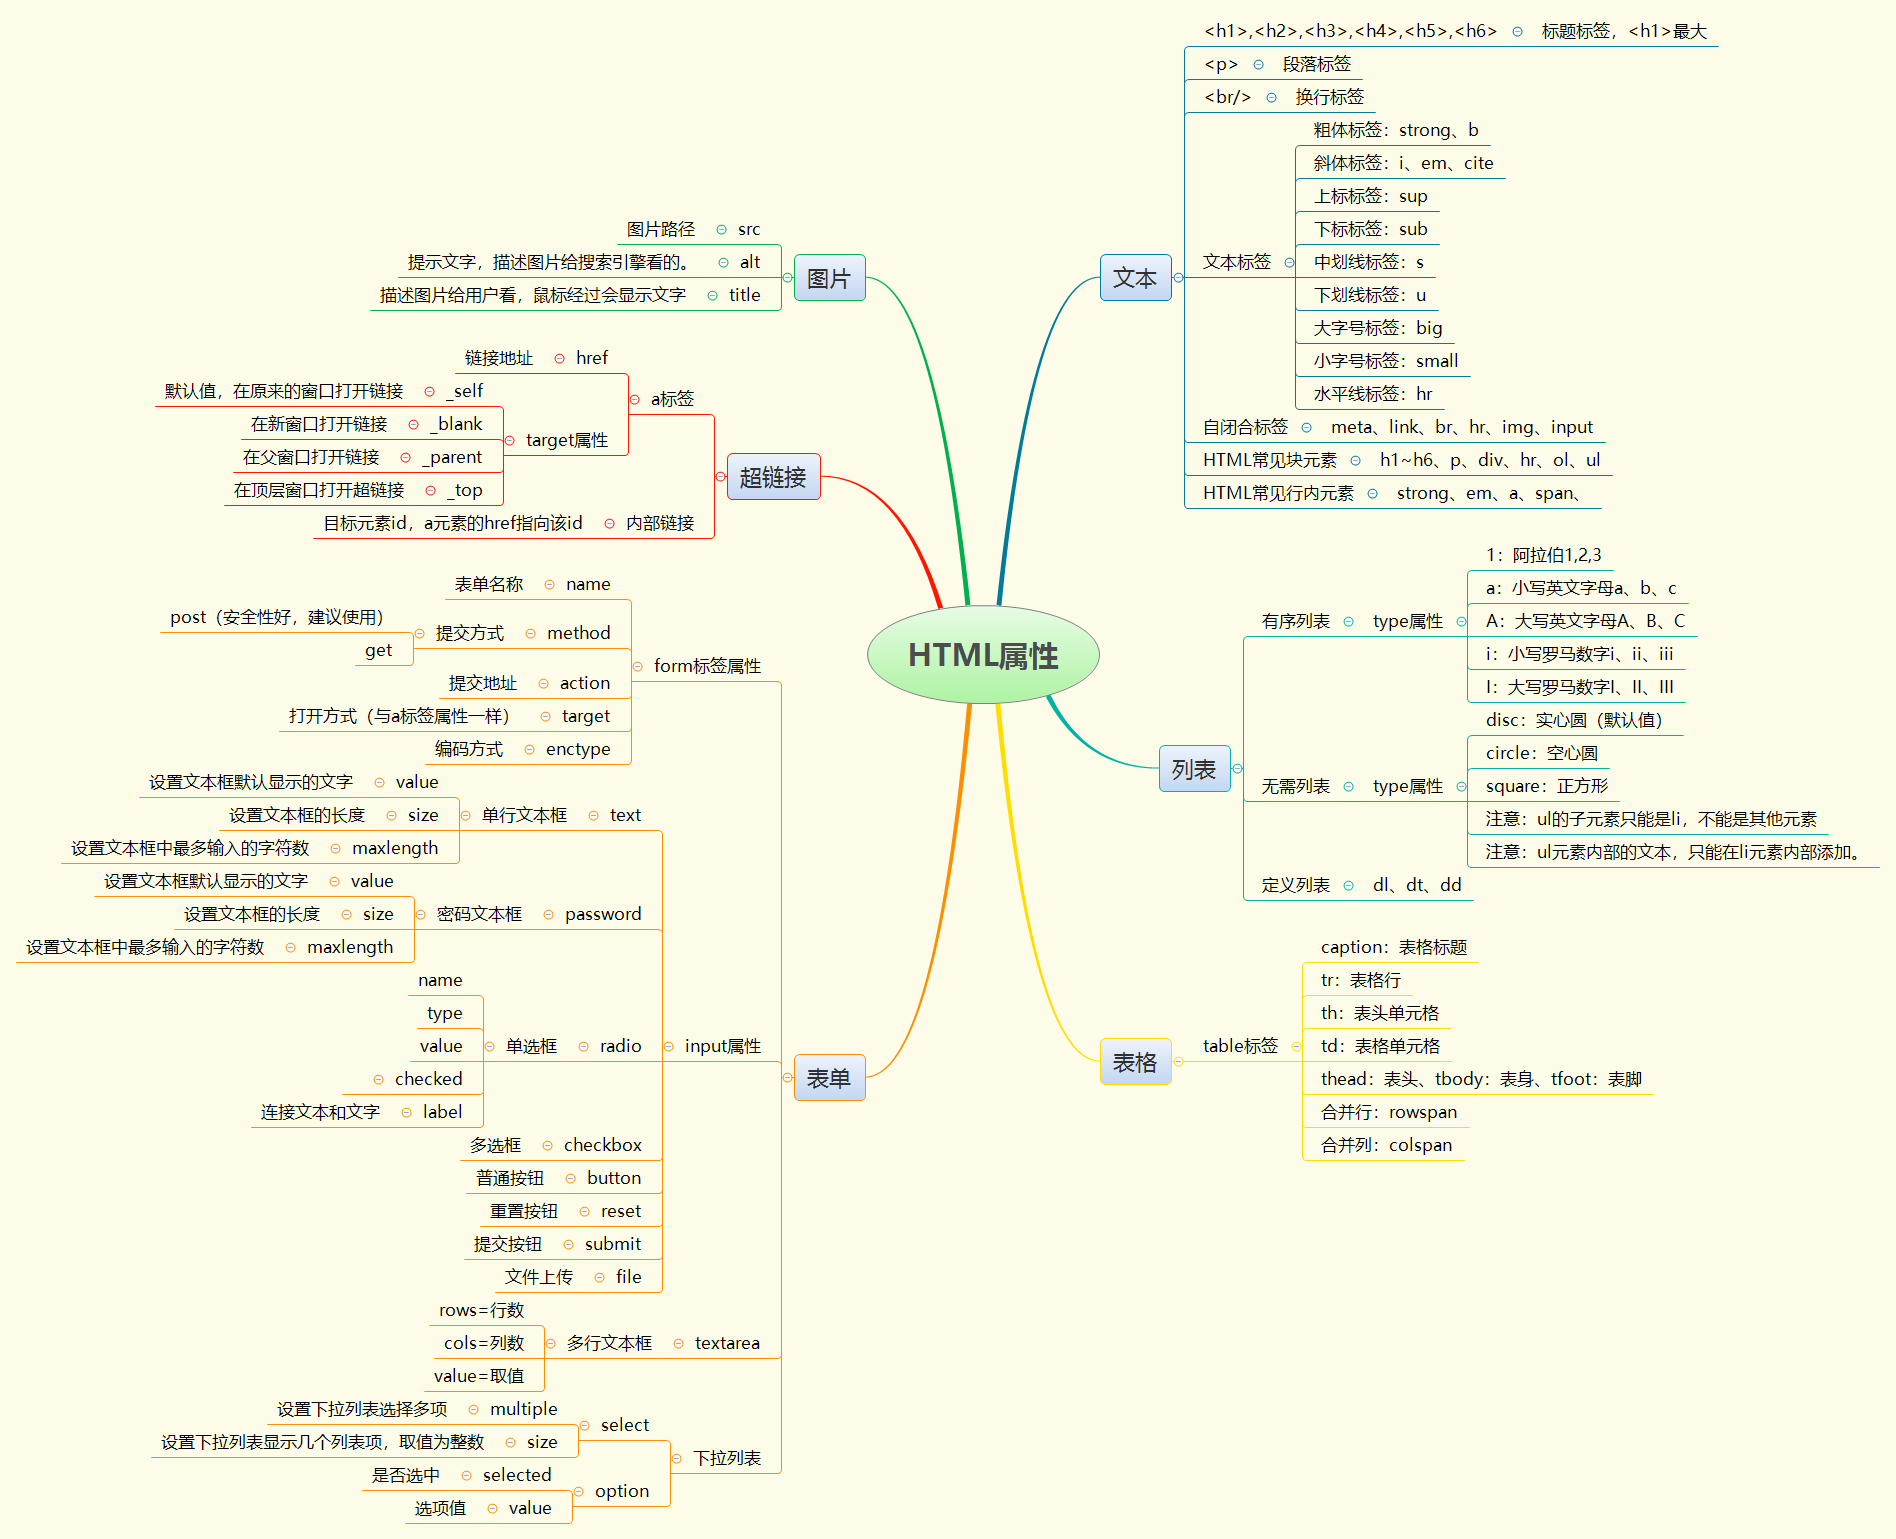 HTML属性
文本
<h1>,<h2>,<h3>,<h4>,<h5>,<h6> 标题标签，<h1>最大
<p> 段落标签
<br/> 换行标签
文本标签
粗体标签：strong、b
斜体标签：i、em、cite
上标标签：sup
下标标签：sub
中划线标签：s
下划线标签：u
大字号标签：big
小字号标签：small
水平线标签：hr
自闭合标签 meta、link、br、hr、img、input
HTML常见块元素 h1~h6、p、div、hr、ol、ul
HTML常见行内元素 strong、em、a、span、
列表
有序列表 type属性
1：阿拉伯1,2,3
a：小写英文字母a、b、c
A：大写英文字母A、B、C
i：小写罗马数字i、ii、iii
I：大写罗马数字I、II、III
无需列表 type属性
disc：实心圆（默认值）
circle：空心圆
square：正方形
注意：ul的子元素只能是li，不能是其他元素
注意：ul元素内部的文本，只能在li元素内部添加。
定义列表 dl、dt、dd
表格
table标签
caption：表格标题
tr：表格行
th：表头单元格
td：表格单元格
thead：表头、tbody：表身、tfoot：表脚
合并行：rowspan
合并列：colspan
图片
图片路径 src
提示文字，描述图片给搜索引擎看的。 alt
描述图片给用户看，鼠标经过会显示文字 title
超链接
a标签
链接地址 href
target属性
默认值，在原来的窗口打开链接 _self
在新窗口打开链接 _blank
在父窗口打开链接 _parent
在顶层窗口打开超链接 _top
目标元素id，a元素的href指向该id 内部链接
表单
form标签属性
表单名称 name
提交方式 method
post（安全性好，建议使用）
get
提交地址 action
打开方式（与a标签属性一样） target
编码方式 enctype
input属性
单行文本框 text
设置文本框默认显示的文字 value
设置文本框的长度 size
设置文本框中最多输入的字符数 maxlength
密码文本框 password
设置文本框默认显示的文字 value
设置文本框的长度 size
设置文本框中最多输入的字符数 maxlength
单选框 radio
name
type
value
checked
连接文本和文字 label
多选框 checkbox
普通按钮 button
重置按钮 reset
提交按钮 submit
文件上传 file
多行文本框 textarea
rows=行数
cols=列数
value=取值
下拉列表
select
设置下拉列表选择多项 multiple
设置下拉列表显示几个列表项，取值为整数 size
option
是否选中 selected
选项值 value